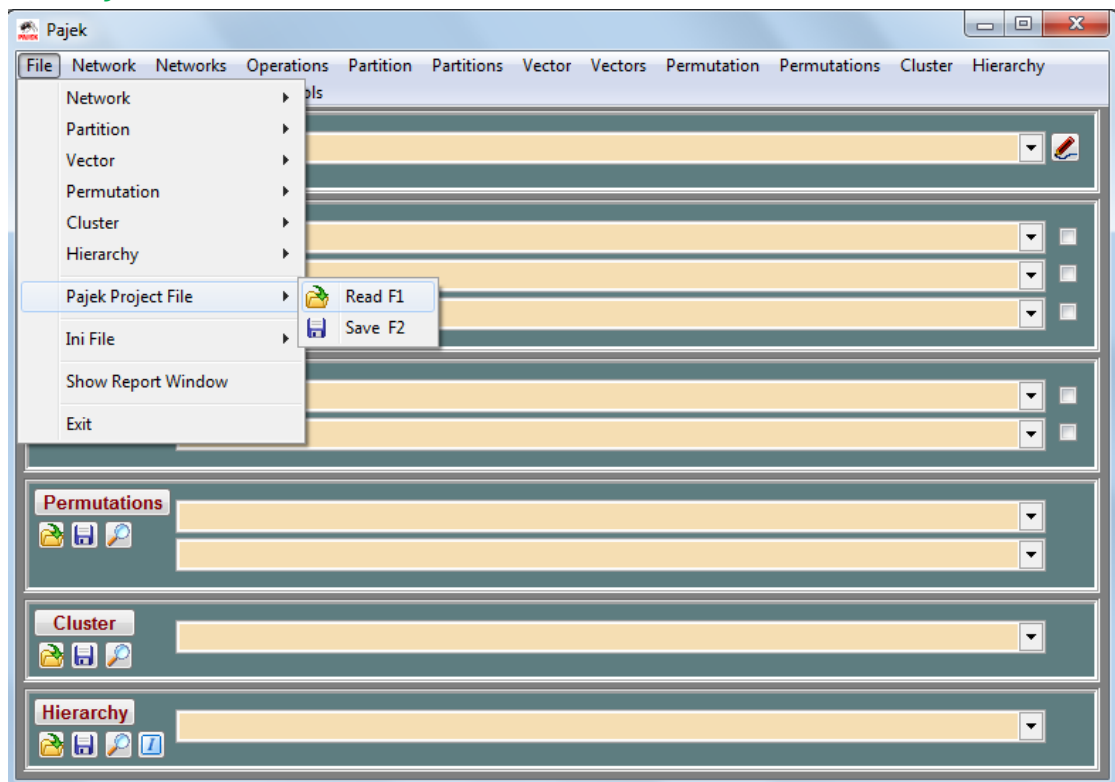 Pajek
File Network Networks Operations Partition Partitions Vector Vectors Permutation Permutations Cluster Hierarchy
Network
Partition
Vector
Permutation
Cluster
Hierarchy
Pajek Project File
Read F1
Save F2
Ini File
Show Report Window
Exit
Permutations
Cluster
Hierarchy